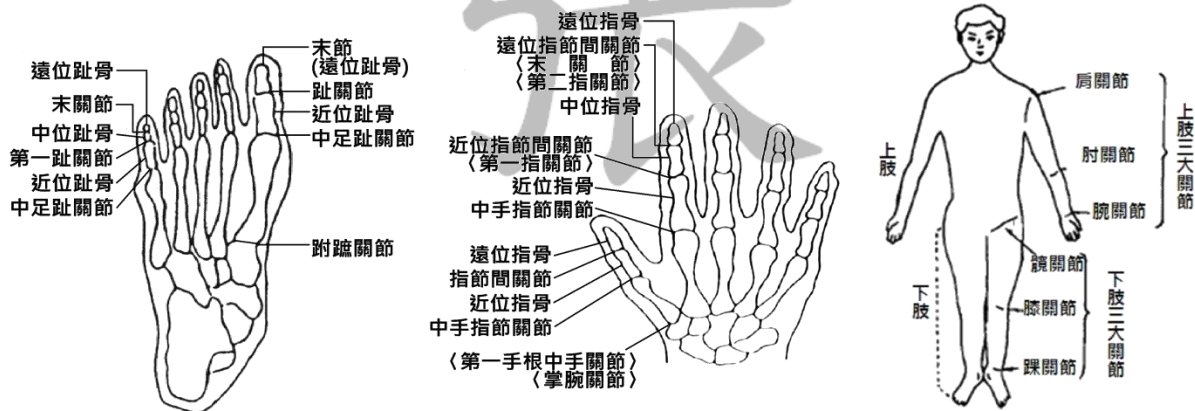 遠位趾骨
末關節
中位趾骨
第一趾關節
近位趾骨
中足趾關節
末節
(遠位趾骨)
趾關節
近位趾骨
中足趾關節
跗蹠關節
遠位指骨
遠位指節間關節
〈末關節〉
〈第二指關節〉
中位指骨
近位指節間關節
〈第一指關節〉
近位指骨
中手指節關節
遠位指骨
指節間關節
近位指骨
中手指節關節
〈第一手根中手關節〉
〈掌腕關節〉
上肢
肩關節
肘關節
腕關節
上肢三大關節
下肢
髖關節
膝關節
踝關節
下肢三大關節